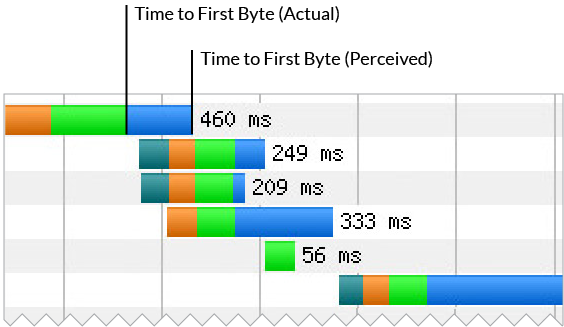 Time to First Byte (Actual)
Time to First Byte (Perceived)
460 ms
249 ms
209 ms
333 ms
56 ms